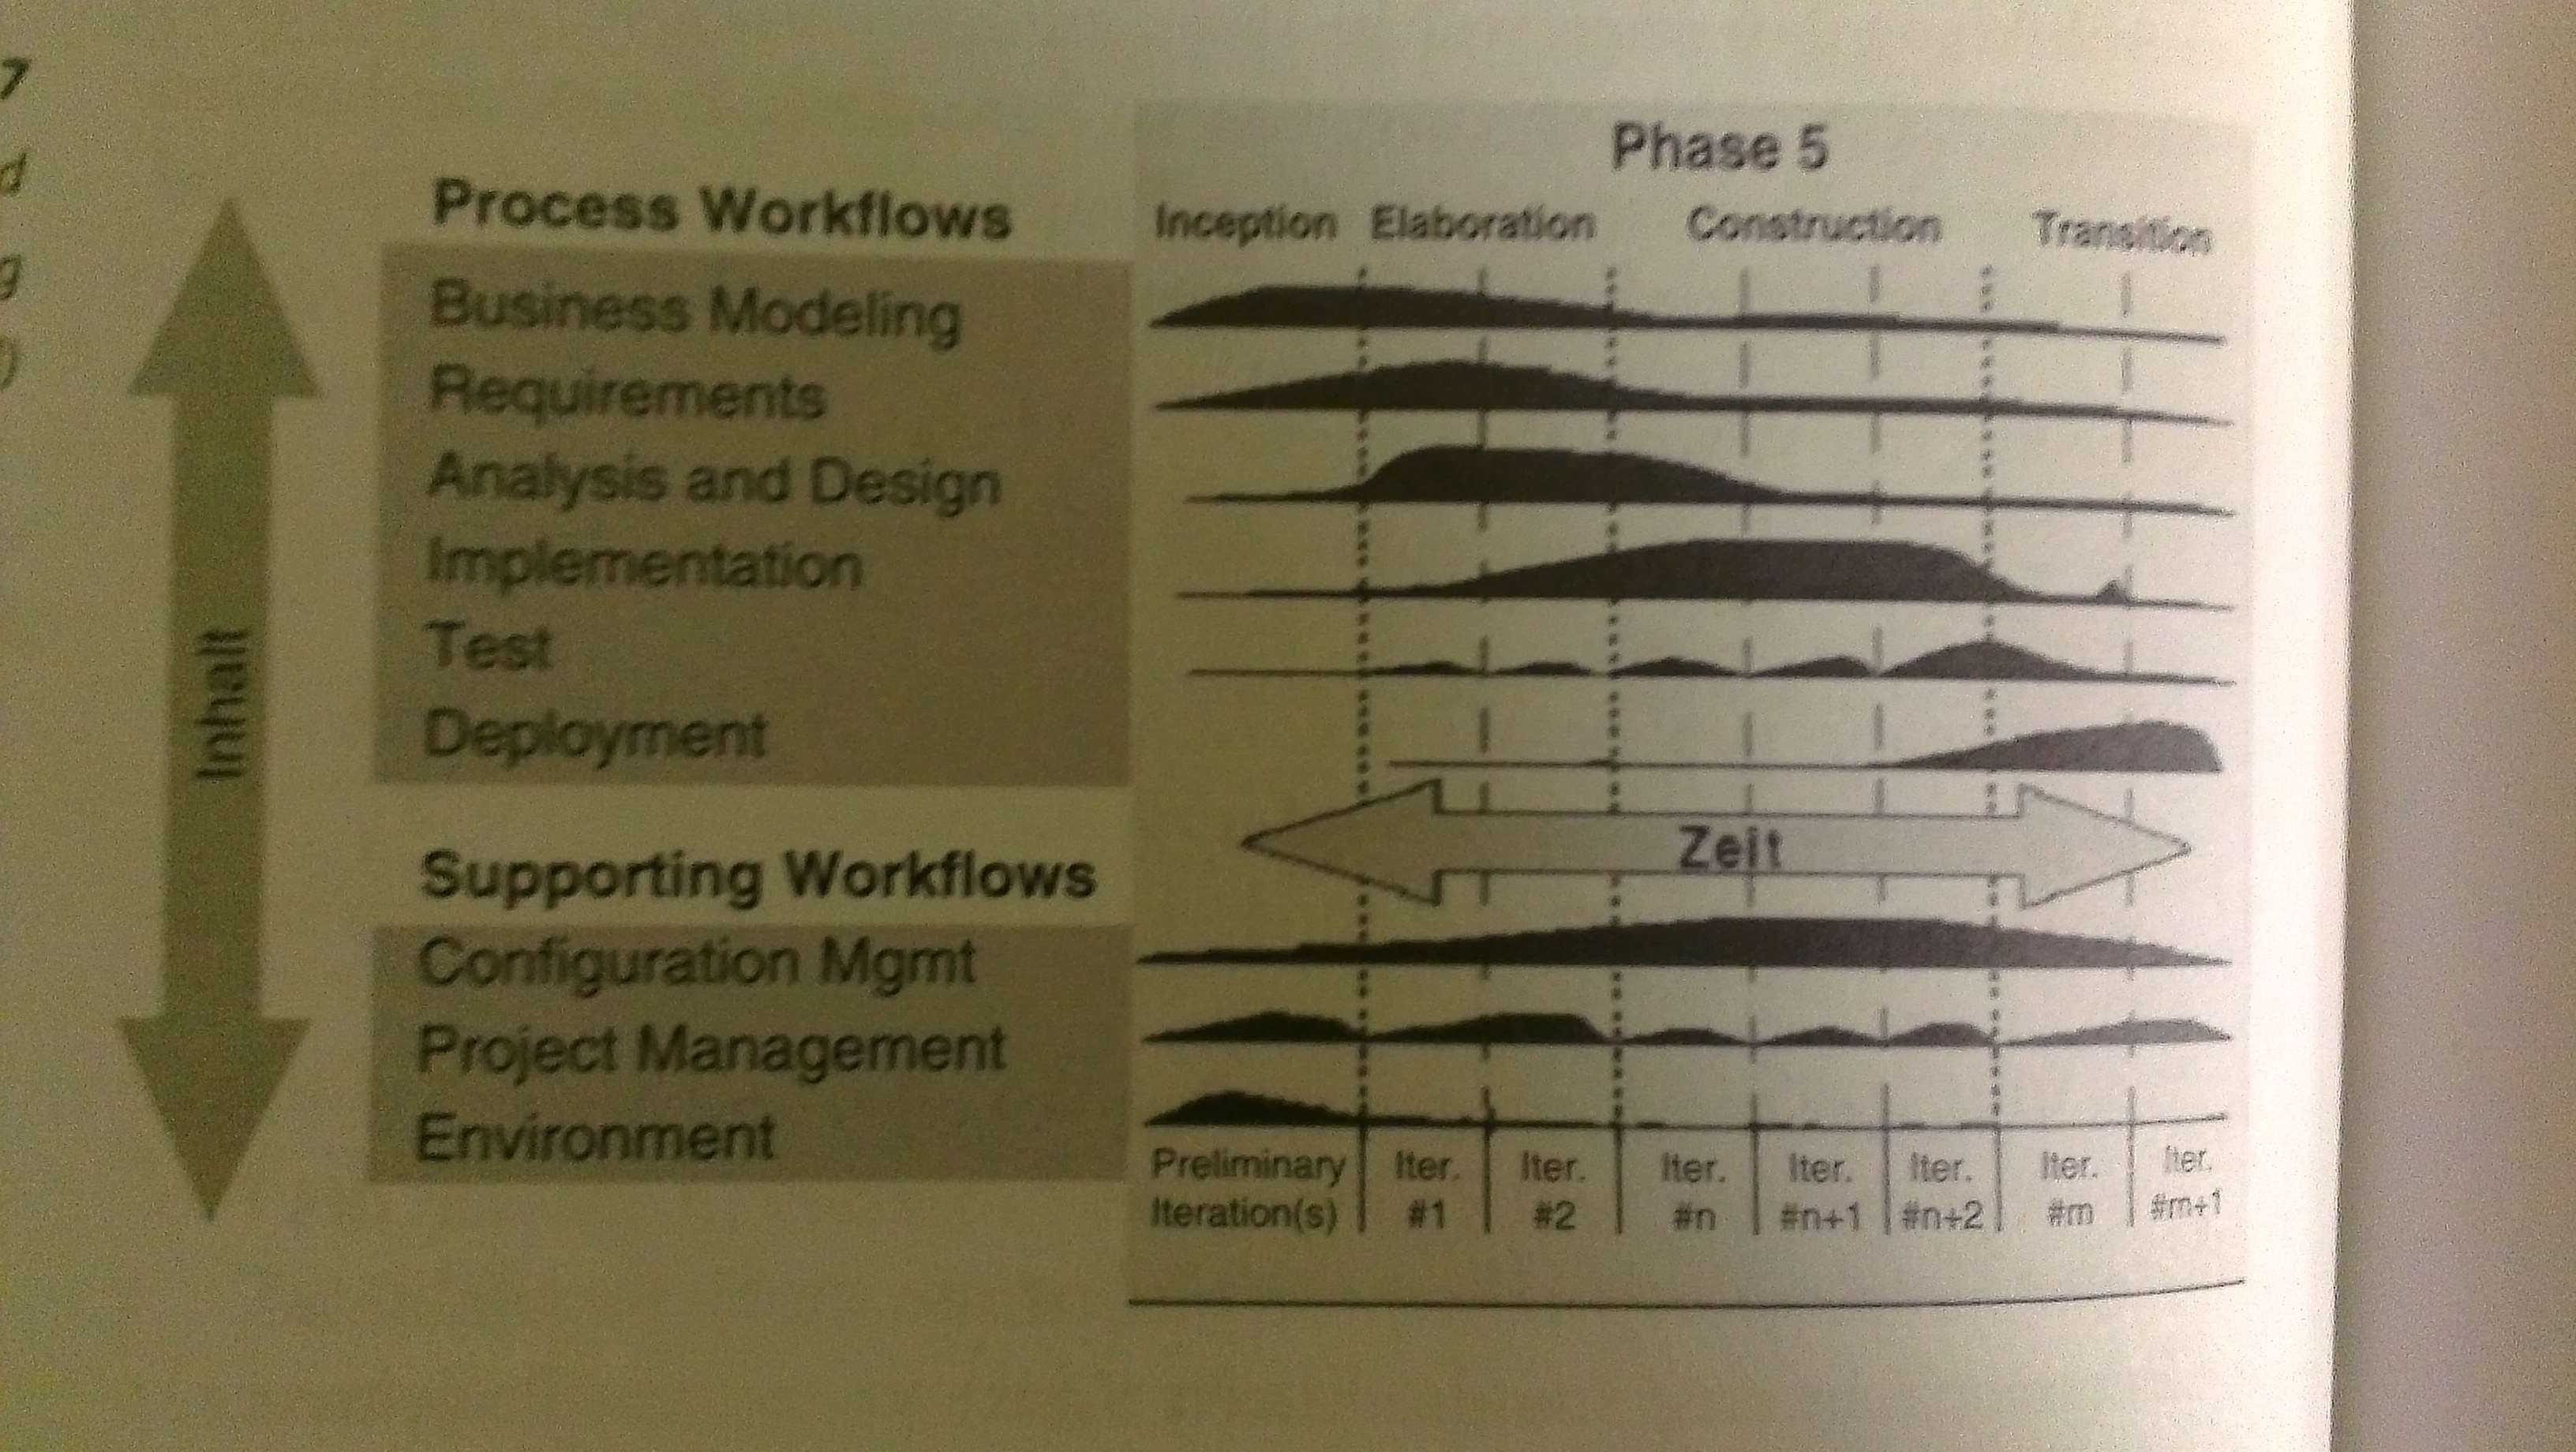 7
d
g
)
Phase 5
Process Workflows
Inception Elaboration Construction Transition
Business Modeling
Requirements
Analysis and Design
Implementation
Test
Deployment
Inhalt
Zeit
Supporting Workflows
Configuration Mgmt
Project Management
Environment
Preliminary Iteration(s)
Iter. #1
Iter. #2
Iter. #n
Iter. #n+1
Iter. #n+2
Iter. #m
Iter. #m+1